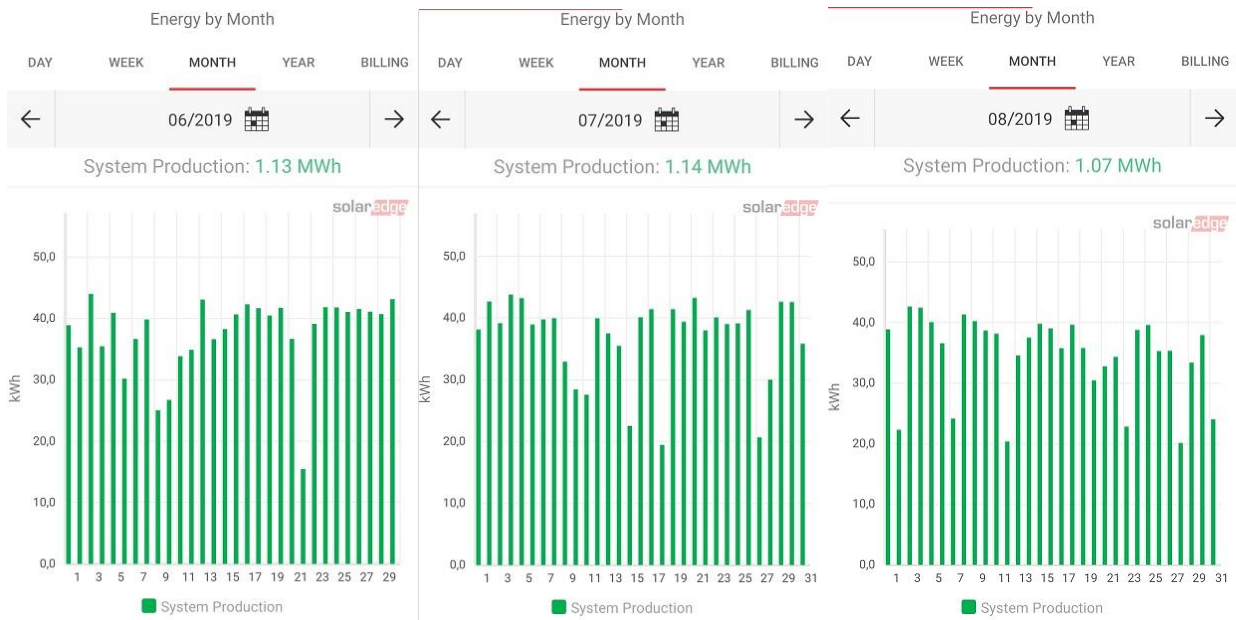 Energy by Month
DAY WEEK MONTH YEAR BILLING
06/2019
System Production: 1.13 MWh
solaredge
50,0
40,0
30,0
20,0
10,0
0,0
kWh
1 3 5 7 9 11 13 15 17 19 21 23 25 27 29
System Production
Energy by Month
DAY WEEK MONTH YEAR BILLING
07/2019
System Production: 1.14 MWh
solaredge
50,0
40,0
30,0
20,0
10,0
0,0
kWh
1 3 5 7 9 11 13 15 17 19 21 23 25 27 29 31
System Production
Energy by Month
DAY WEEK MONTH YEAR BILLING
08/2019
System Production: 1.07 MWh
solaredge
50,0
40,0
30,0
20,0
10,0
0,0
kWh
1 3 5 7 9 11 13 15 17 19 21 23 25 27 29 31
System Production